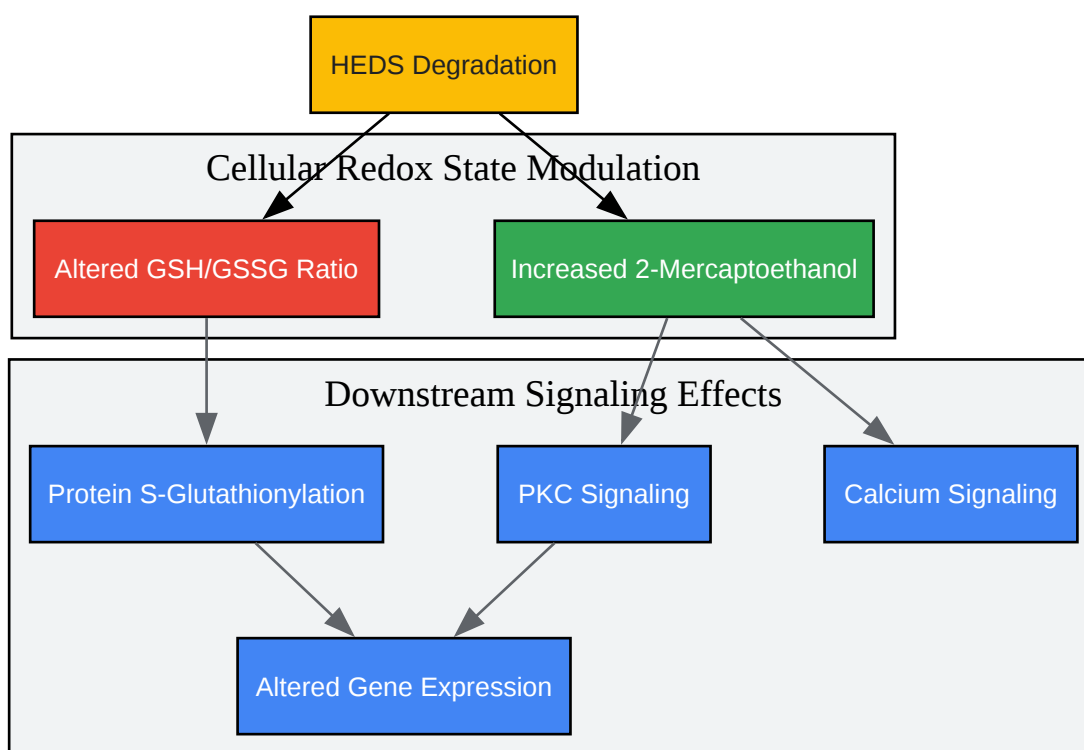 HEDS Degradation
Cellular Redox State Modulation
Altered GSH/GSSG Ratio
Increased 2-Mercaptoethanol
Downstream Signaling Effects
Protein S-Glutathionylation
PKC Signaling
Calcium Signaling
Altered Gene Expression